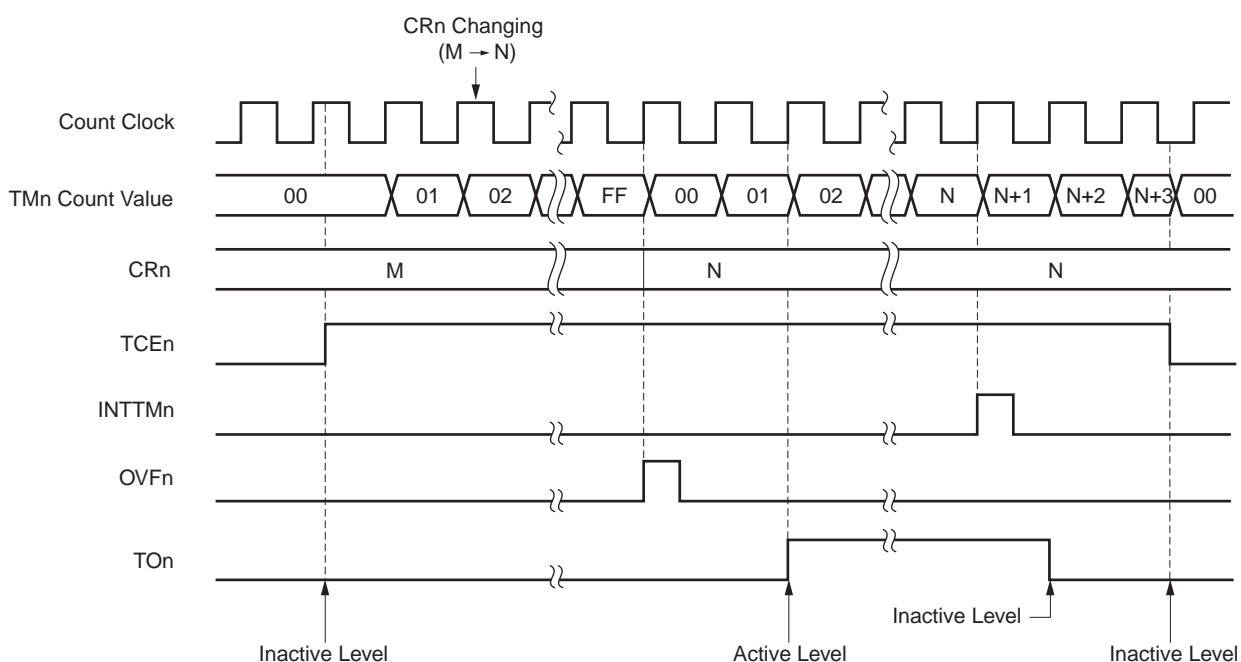 CRn Changing
(M → N)
Count Clock
TMn Count Value 00 01 02 FF 00 01 02 N N+1 N+2 N+3 00
CRn M N N
TCEn
INTTMn
OVFn
TOn
Inactive Level
Inactive Level Active Level Inactive Level